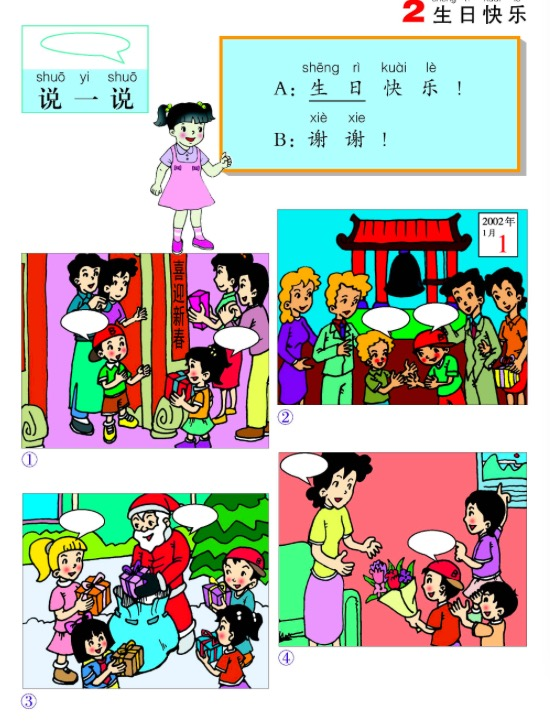 2 生日快乐
shuō yi shuō
说一说
shēng rì kuài lè
A: 生日快乐!
xiè xie
B: 谢谢!
喜迎新春
①
2002年
1月
1
②
③
④